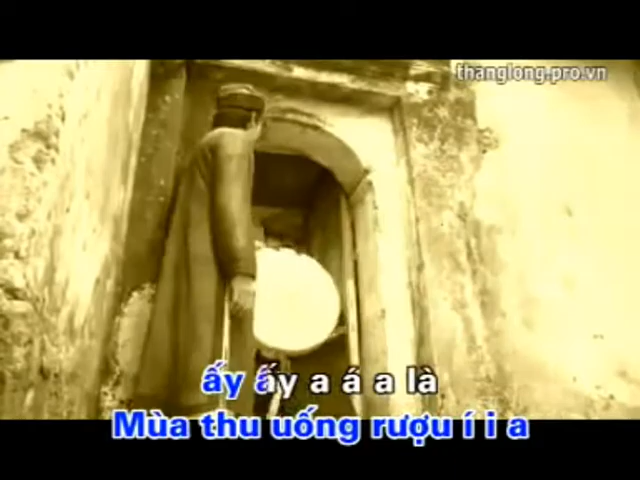 thanglong.pro.vn
ấy ấy a á a là
Mùa thu uống rượu í i a